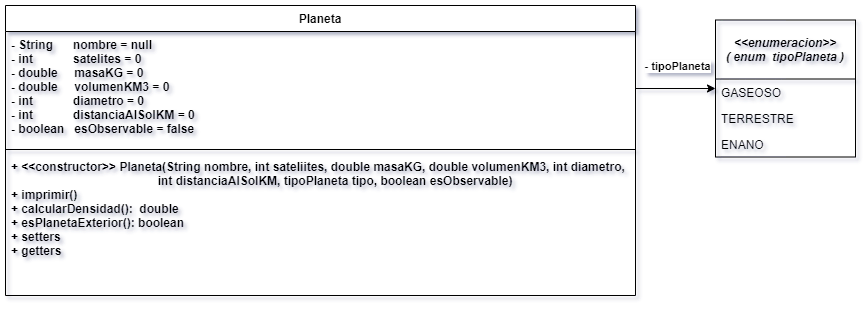 Planeta
- String nombre = null
- int satelites = 0
- double masaKG = 0
- double volumenKM3 = 0
- int diametro = 0
- int distanciaAlSolKM = 0
- boolean esObservable = false
+ <<constructor>> Planeta(String nombre, int sateliites, double masaKG, double volumenKM3, int diametro,
int distanciaAlSolKM, tipoPlaneta tipo, boolean esObservable)
+ imprimir()
+ calcularDensidad(): double
+ esPlanetaExterior(): boolean
+ setters
+ getters
- tipoPlaneta
<<enumeracion>>
( enum tipoPlaneta )
GASEOSO
TERRESTRE
ENANO